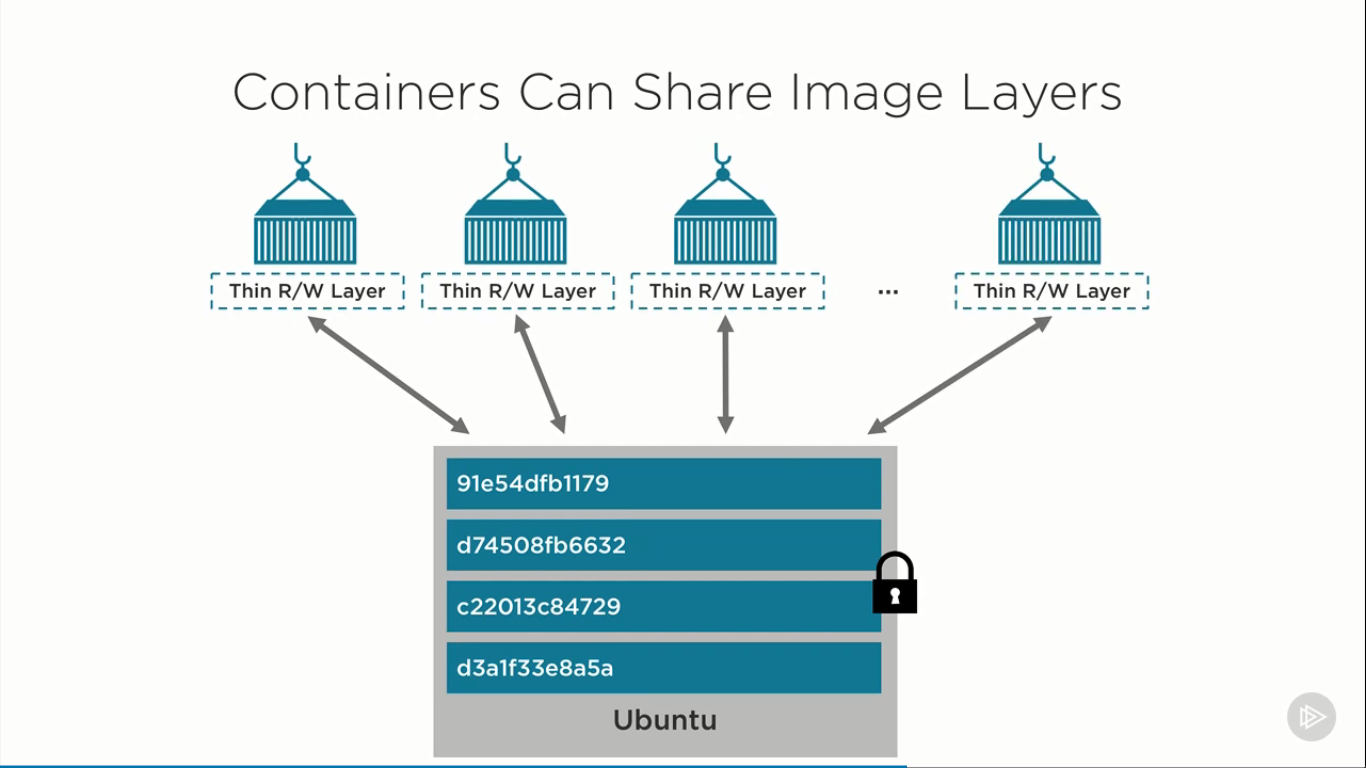 Containers Can Share Image Layers
Thin R/W Layer
Thin R/W Layer
Thin R/W Layer
...
Thin R/W Layer
91e54dfb1179
d74508fb6632
c22013c84729
d3a1f33e8a5a
Ubuntu